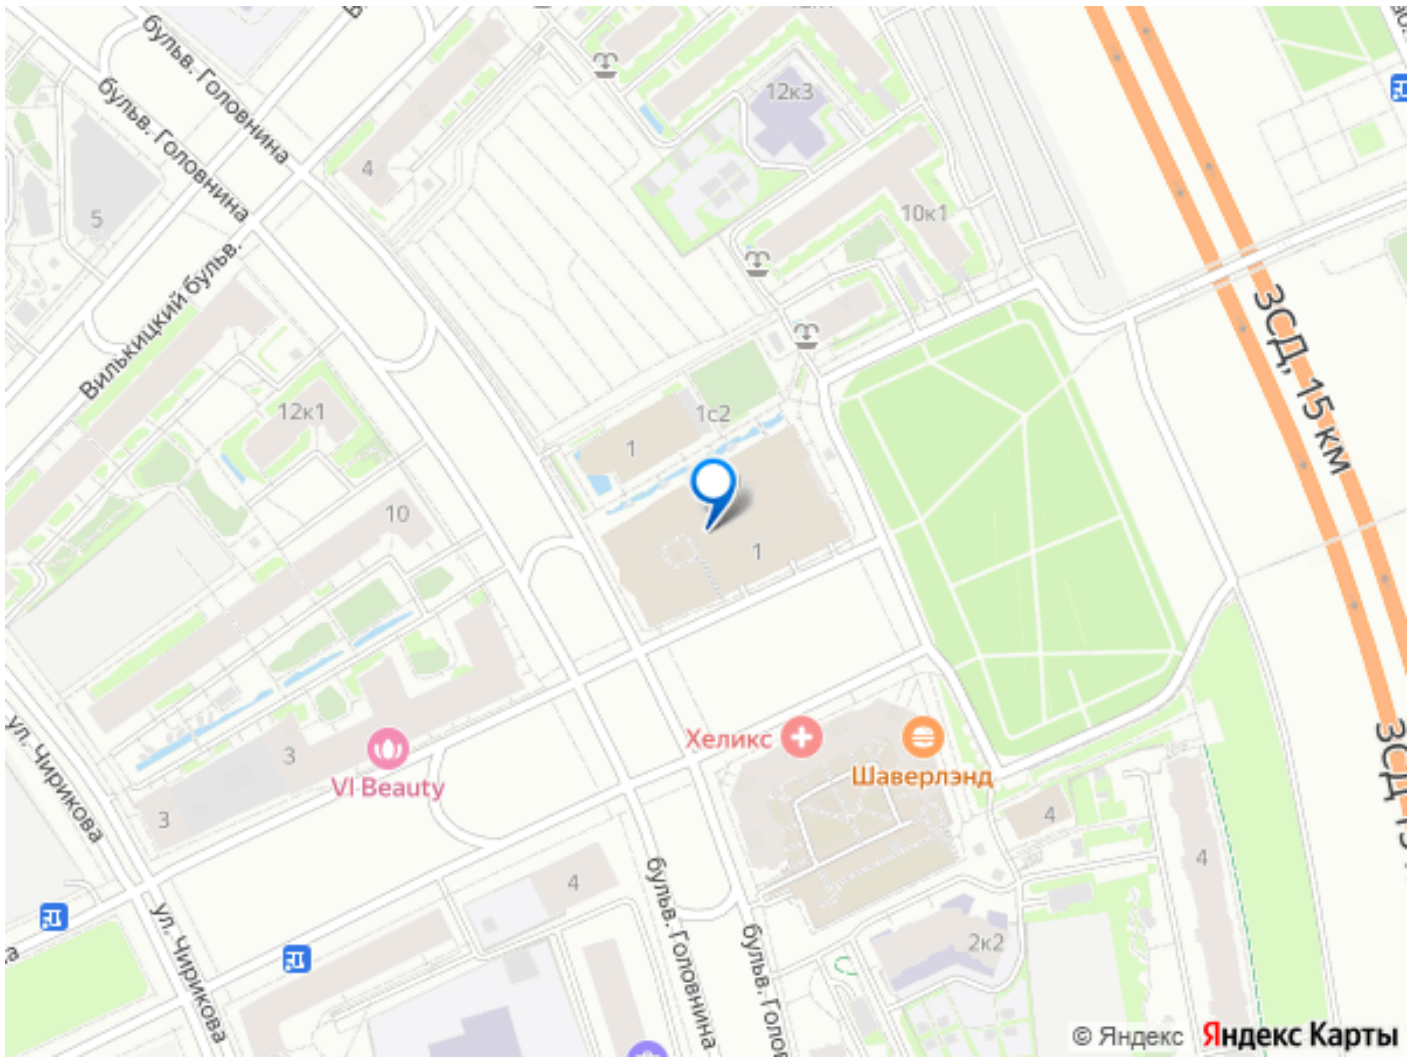 12к1
бульв. Головнина
бульв. Головнина
12к3
4
5
10к1
Вилькицкий бульв.
ЗСД, 15 км
12к1
1с2
1
10
1
Хеликс
3
VI Beauty
Шаверлэнд
ул. Чирикова
3
4
4
4
ул. Чирикова
бульв. Головнина
2к2
© Яндекс
Яндекс Карты